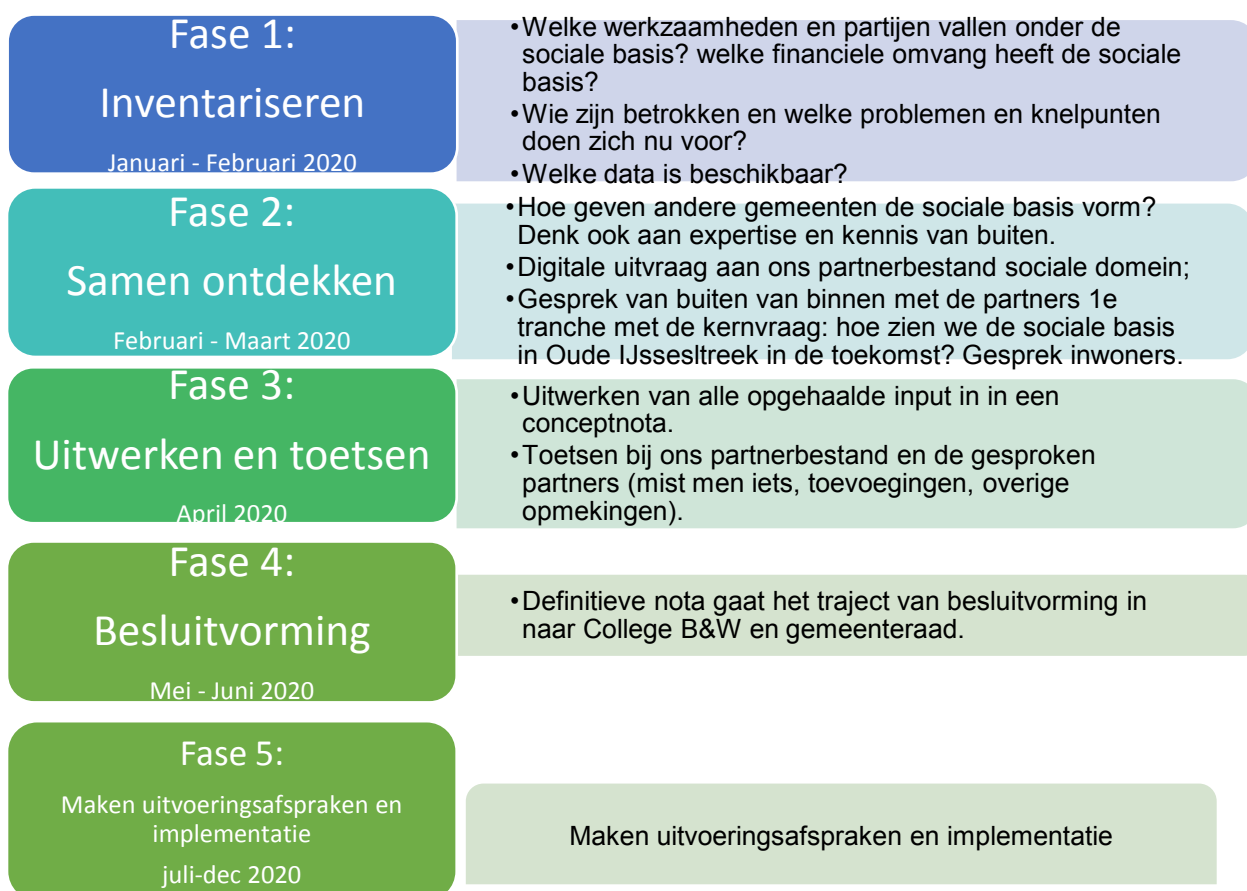 Fase 1:
Inventariseren
Januari - Februari 2020
•Welke werkzaamheden en partijen vallen onder de
sociale basis? welke financiele omvang heeft de sociale
basis?
•Wie zijn betrokken en welke problemen en knelpunten
doen zich nu voor?
•Welke data is beschikbaar?
Fase 2:
Samen ontdekken
Februari - Maart 2020
•Hoe geven andere gemeenten de sociale basis vorm?
Denk ook aan expertise en kennis van buiten.
•Digitale uitvraag aan ons partnerbestand sociale domein;
•Gesprek van buiten van binnen met de partners 1e
tranche met de kernvraag: hoe zien we de sociale basis
in Oude IJssesltreek in de toekomst? Gesprek inwoners.
Fase 3:
Uitwerken en toetsen
April 2020
•Uitwerken van alle opgehaalde input in in een
conceptnota.
•Toetsen bij ons partnerbestand en de gesproken
partners (mist men iets, toevoegingen, overige
opmekingen).
Fase 4:
Besluitvorming
Mei - Juni 2020
•Definitieve nota gaat het traject van besluitvorming in
naar College B&W en gemeenteraad.
Fase 5:
Maken uitvoeringsafspraken en
implementatie
juli-dec 2020
Maken uitvoeringsafspraken en implementatie